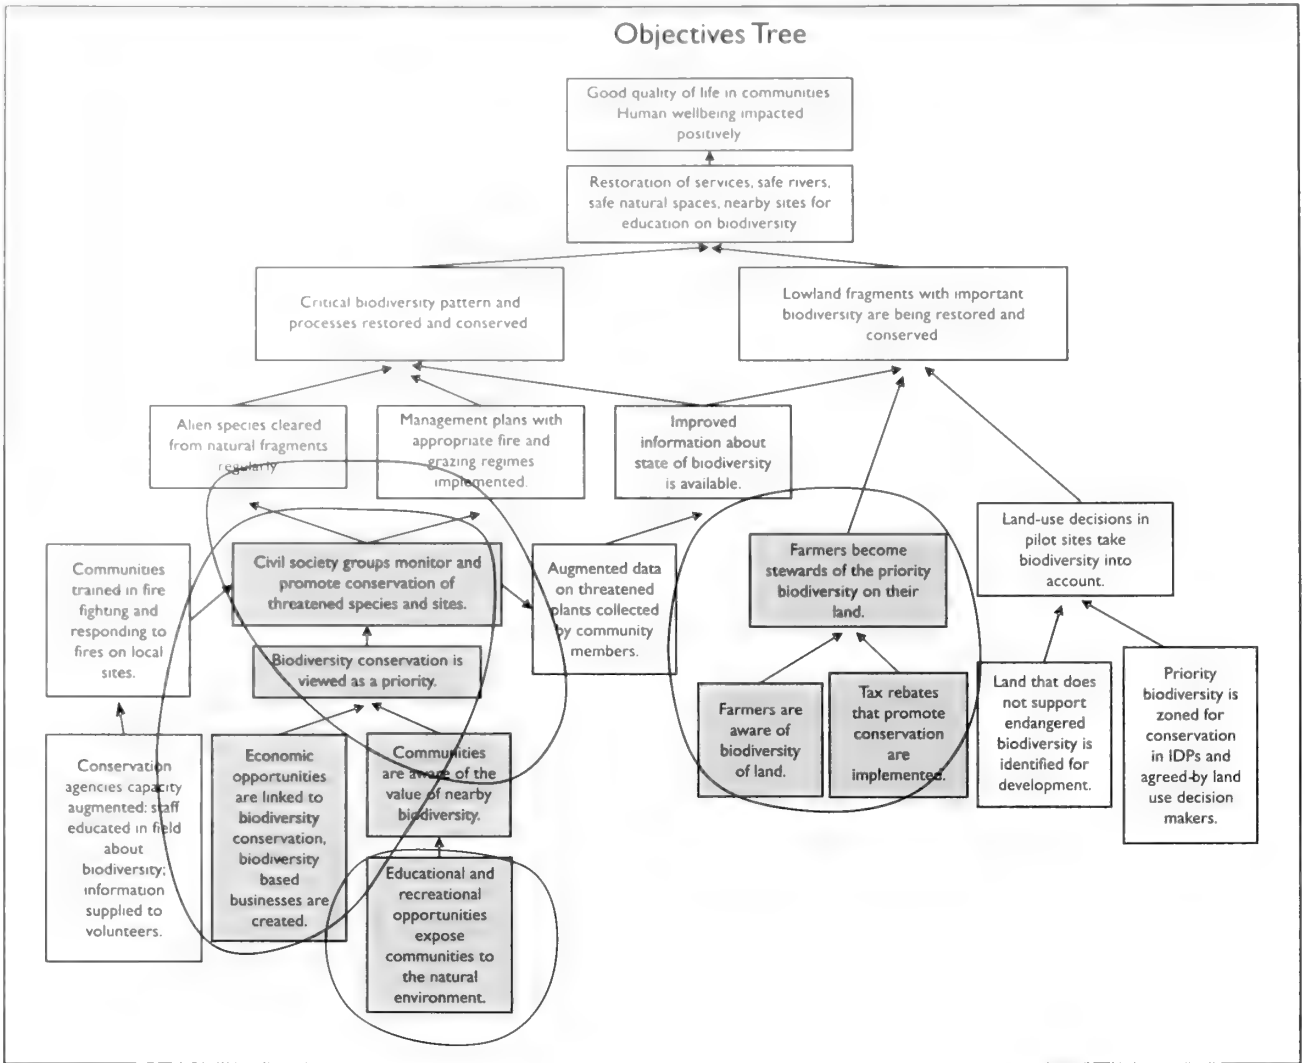 Objectives Tree
Good quality of life in communities
Human wellbeing impacted
positively
Restoration of services, safe rivers,
safe natural spaces, nearby sites for
education on biodiversity
Critical biodiversity pattern and
processes restored and conserved
Lowland fragments with important
biodiversity are being restored and
conserved
Alien species cleared
from natural fragments
regularly
Management plans with
appropriate fire and
grazing regimes
implemented.
Improved
information about
state of biodiversity
is available.
Communities
trained in fire
fighting and
responding to
fires on local
sites.
Civil society groups monitor and
promote conservation of
threatened species and sites.
Augmented data
on threatened
plants collected
by community
members.
Farmers become
stewards of the priority
biodiversity on their
land.
Land-use decisions in
pilot sites take
biodiversity into
account.
Biodiversity conservation is
viewed as a priority.
Farmers are
aware of
biodiversity
of land.
Tax rebates
that promote
conservation
are
implemented.
Land that does
not support
endangered
biodiversity is
identified for
development.
Priority
biodiversity is
zoned for
conservation
in IDPs and
agreed-by land
use decision
makers.
Conservation
agencies capacity
augmented: staff
educated in field
about
biodiversity;
information
supplied to
volunteers.
Economic
opportunities
are linked to
biodiversity
conservation,
biodiversity
based
businesses are
created.
Communities
are aware of the
value of nearby
biodiversity.
Educational and
recreational
opportunities
expose
communities to
the natural
environment.